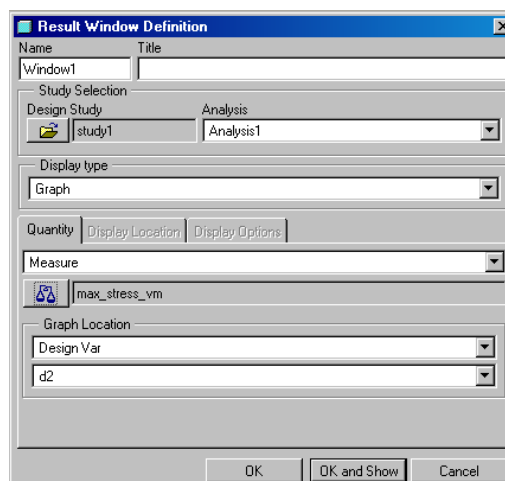 Result Window Definition
Name Title
Window1
Study Selection
Design Study Analysis
study1 Analysis1
Display type
Graph
Quantity Display Location Display Options
Measure
max_stress_vm
Graph Location
Design Var
d2
OK OK and Show Cancel